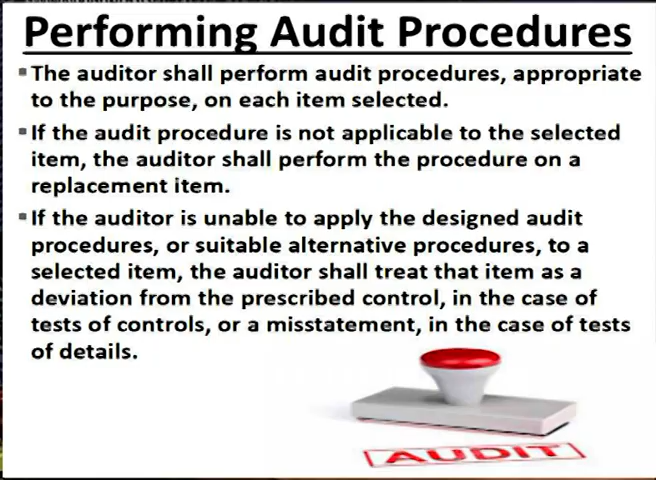 Performing Audit Procedures
The auditor shall perform audit procedures, appropriate
to the purpose, on each item selected.
If the audit procedure is not applicable to the selected
item, the auditor shall perform the procedure on a
replacement item.
If the auditor is unable to apply the designed audit
procedures, or suitable alternative procedures, to a
selected item, the auditor shall treat that item as a
deviation from the prescribed control, in the case of
tests of controls, or a misstatement, in the case of tests
of details.
AUDIT